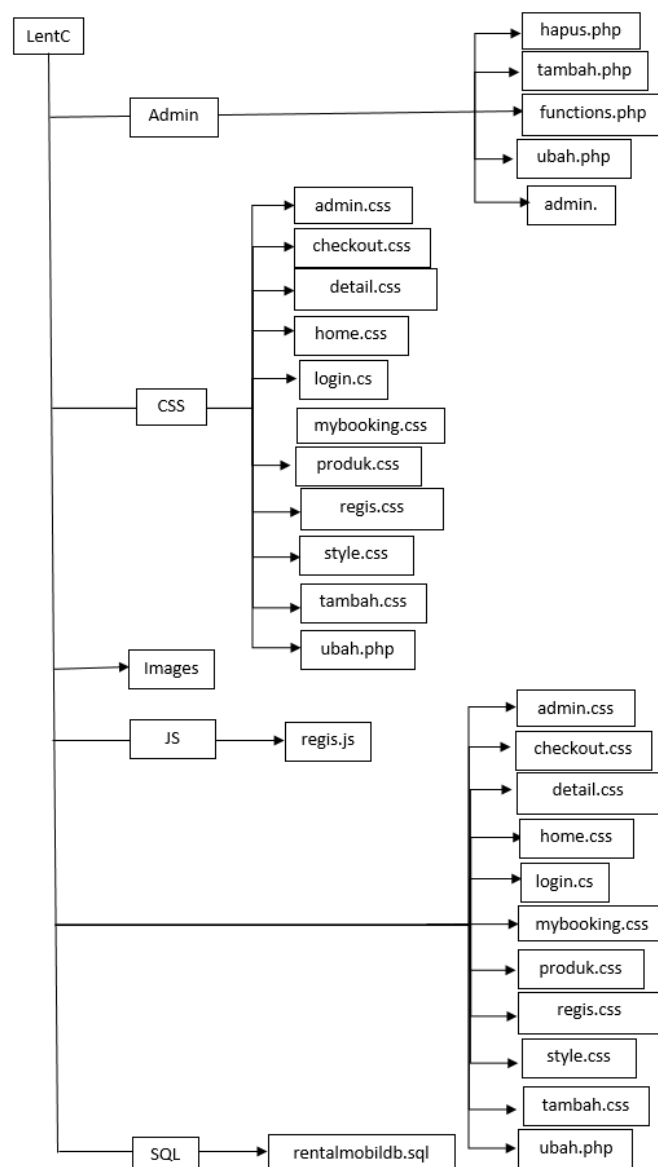 LentC
Admin
hapus.php
tambah.php
functions.php
ubah.php
admin.
CSS
admin.css
checkout.css
detail.css
home.css
login.cs
mybooking.css
produk.css
regis.css
style.css
tambah.css
ubah.php
Images
JS
regis.js
admin.css
checkout.css
detail.css
home.css
login.cs
mybooking.css
produk.css
regis.css
style.css
tambah.css
ubah.php
SQL
rentalmobildb.sql